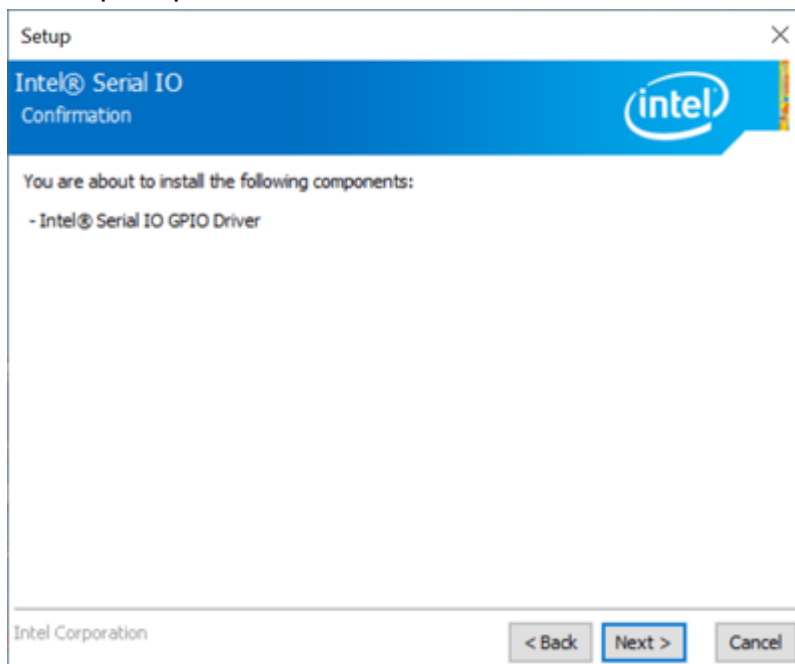 Setup
Intel® Serial IO
Confirmation
intel
You are about to install the following components:
- Intel® Serial IO GPIO Driver
Intel Corporation
< Back Next > Cancel